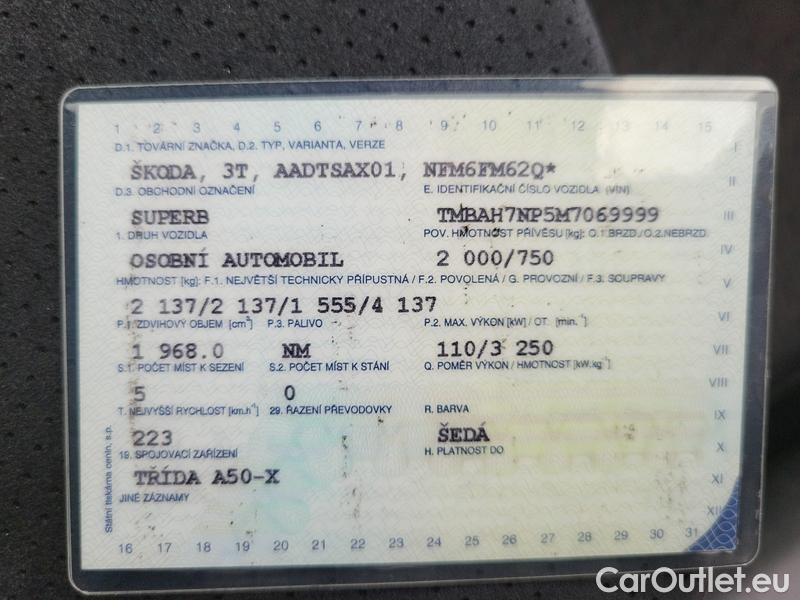 1 2 3 4 5 6 7 8 9 10 11 12 13 14 15
D.1. TOVÁRNÍ ZNAČKA, D.2. TYP, VARIANTA, VERZE I
ŠKODA, 3T, AADTSAX01, NFM6FM62Q*
D.3. OBCHODNÍ OZNAČENÍ E. IDENTIFIKAČNÍ ČÍSLO VOZIDLA (VIN) II
SUPERB TMBAH7NP5M7069999 III
1. DRUH VOZIDLA POV. HMOTNOST PŘÍVĚSU [kg]: O.1 BRZD./O.2 NEBRZD.
OSOBNÍ AUTOMOBIL 2 000/750 IV
HMOTNOST [kg]: F.1. NEJVĚTŠÍ TECHNICKY PŘÍPUSTNÁ / F.2. POVOLENÁ / G. PROVOZNÍ / F.3. SOUPRAVY V
2 137/2 137/1 555/4 137
P.1. ZDVIHOVÝ OBJEM [cm³] P.3. PALIVO P.2. MAX. VÝKON [kW] / OT. [min.⁻¹] VI
1 968.0 NM 110/3 250 VII
S.1. POČET MÍST K SEZENÍ S.2. POČET MÍST K STÁNÍ Q. POMĚR VÝKON / HMOTNOST [kW.kg⁻¹]
5 0 VIII
T. NEJVYŠŠÍ RYCHLOST [km.h⁻¹] 29. ŘAZENÍ PŘEVODOVKY R. BARVA IX
223 ŠEDÁ
19. SPOJOVACÍ ZAŘÍZENÍ H. PLATNOST DO X
TŘÍDA A50-X XI
JINÉ ZÁZNAMY
XII
Státní tiskárna cenin, s.p.
16 17 18 19 20 21 22 23 24 25 26 27 28 29 30 31
CarOutlet.eu